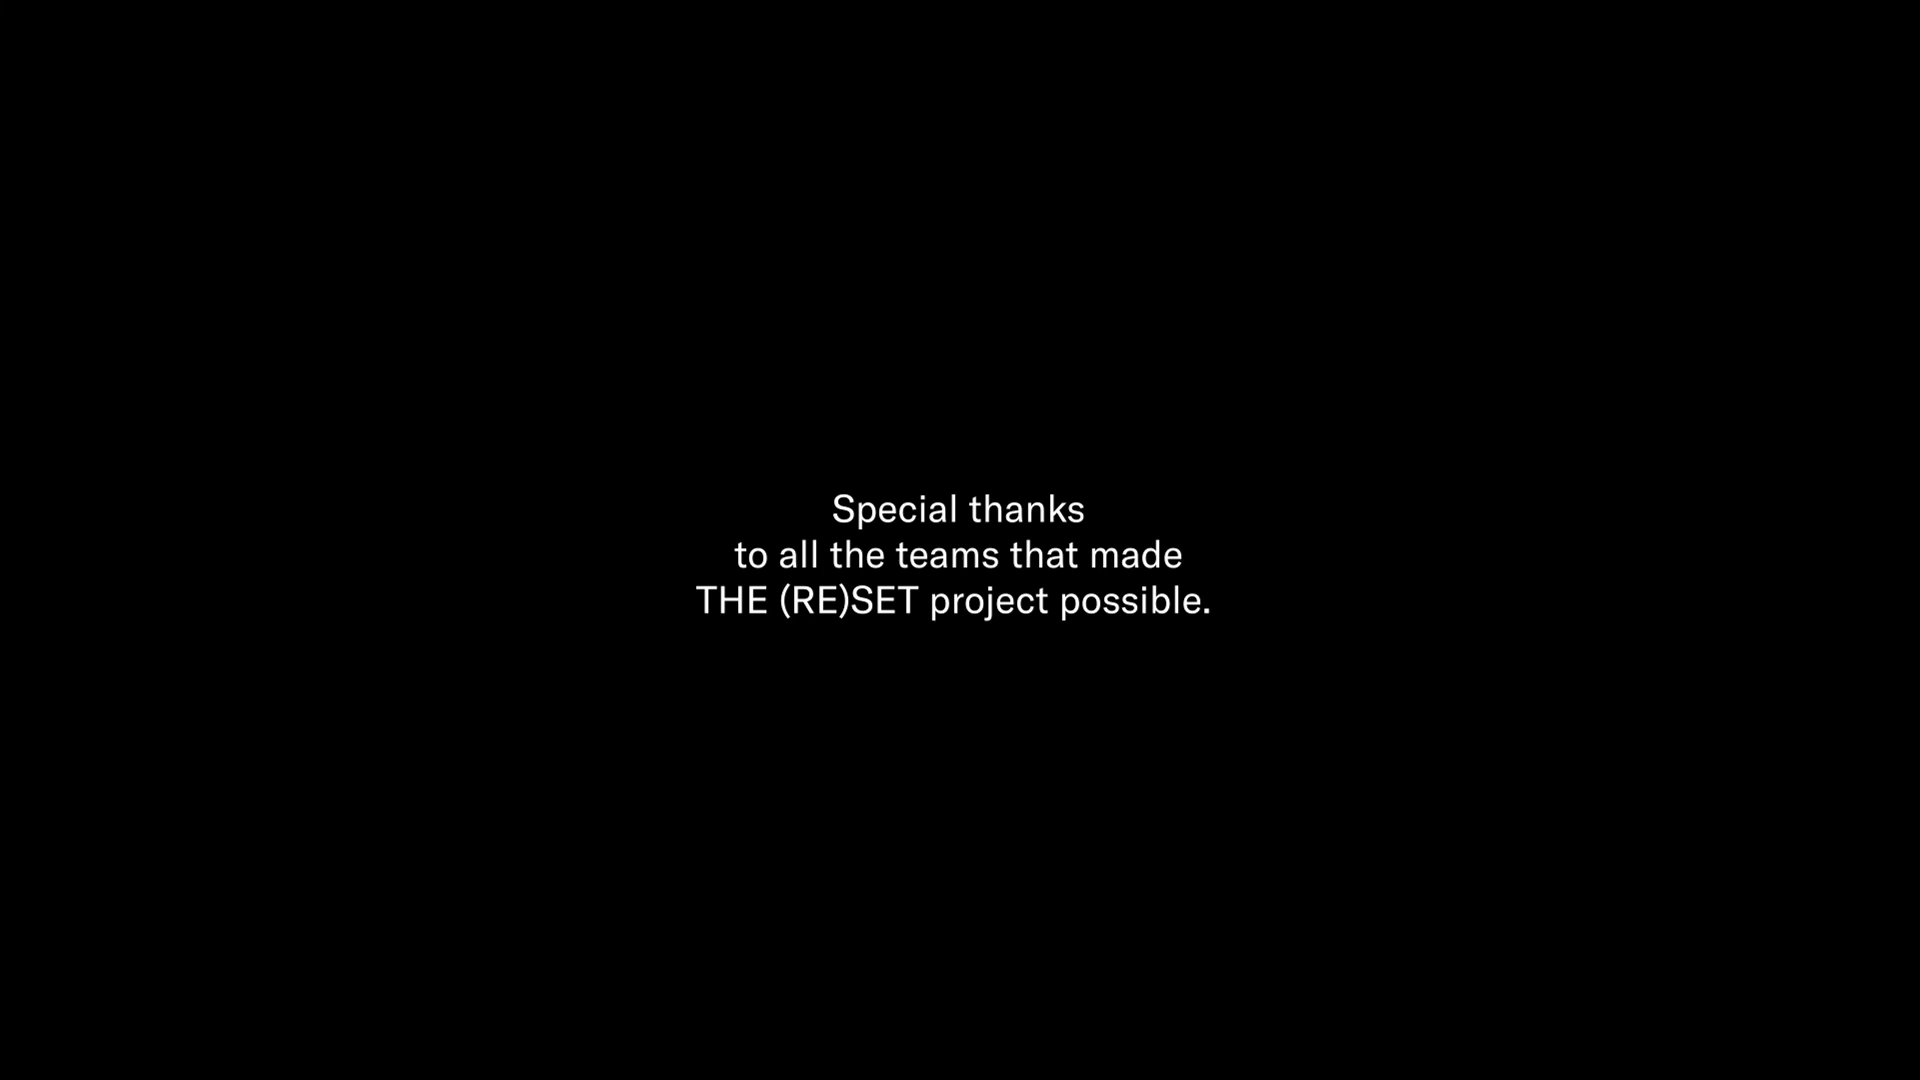 Special thanks
to all the teams that made
THE (RE)SET project possible.